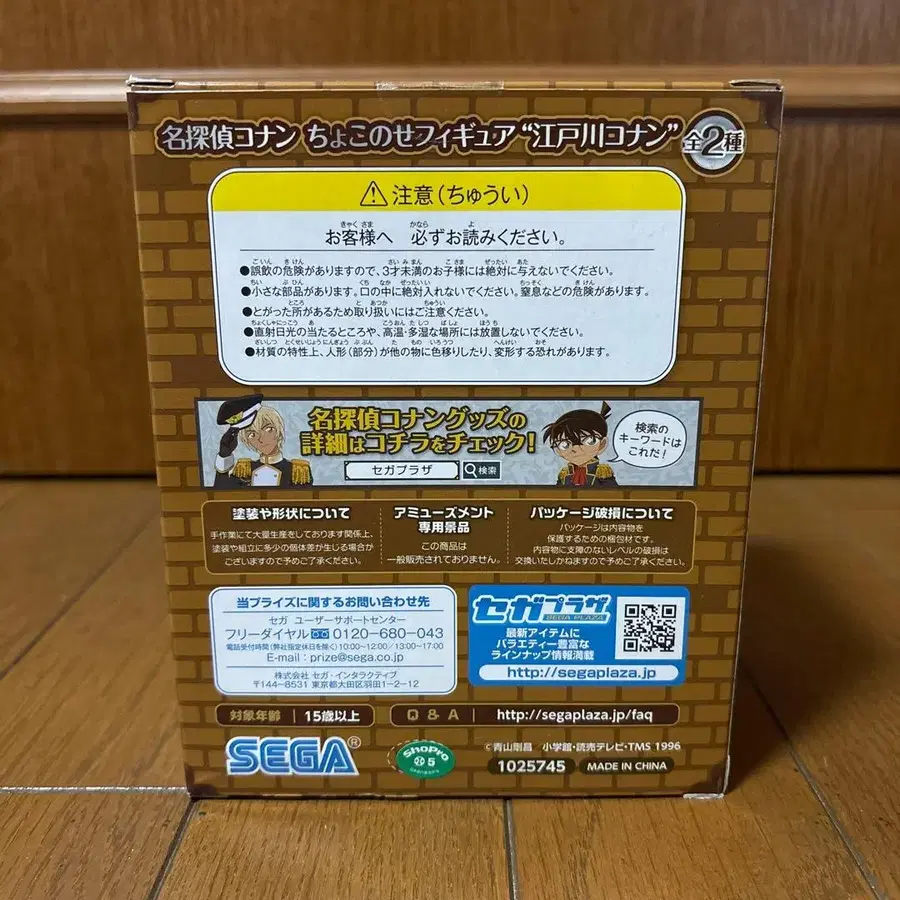 名探偵コナン ちょこのせフィギュア“江戸川コナン” 全2種
⚠注意(ちゅうい)
お客様へ 必ずお読みください。
●誤飲の危険がありますので、3才未満のお子様には絶対に与えないでください。
●小さな部品があります。口の中に絶対入れないでください。窒息などの危険があります。
●とがった所があるため取り扱いにはご注意ください。
●直射日光の当たるところや、高温・多湿な場所には放置しないでください。
●材質の特性上、人形(部分)が他の物に色移りしたり、変形する恐れがあります。
名探偵コナングッズの
詳細はコチラをチェック!
セガプラザ 検索
検索の
キーワードは
これだ!
塗装や形状について
手作業にて大量生産をしております関係上、
塗装や組立に多少の個体差が生じる場合が
ございますので予めご了承ください。
アミューズメント
専用景品
この商品は
一般販売されておりません。
パッケージ破損について
パッケージは内容物を
保護するための梱包材です。
内容物に支障のないレベルの破損は
交換いたしかねますので予めご了承ください。
当プライズに関するお問い合わせ先
セガ ユーザーサポートセンター
フリーダイヤル 0120-680-043
電話受付時間(弊社指定休日を除く)10:00~12:00/13:00~17:00
E-mail:prize@sega.co.jp
株式会社 セガ・インタラクティブ
〒144-8531 東京都大田区羽田1-2-12
セガプラザ
SEGA PLAZA
最新アイテムに
バラエティー豊富な
ラインナップ情報満載
http://segaplaza.jp
対象年齢 15歳以上
Q & A http://segaplaza.jp/faq
SEGA®
ShoPro
5
©青山剛昌 小学館・読売テレビ・TMS 1996
1025745 MADE IN CHINA